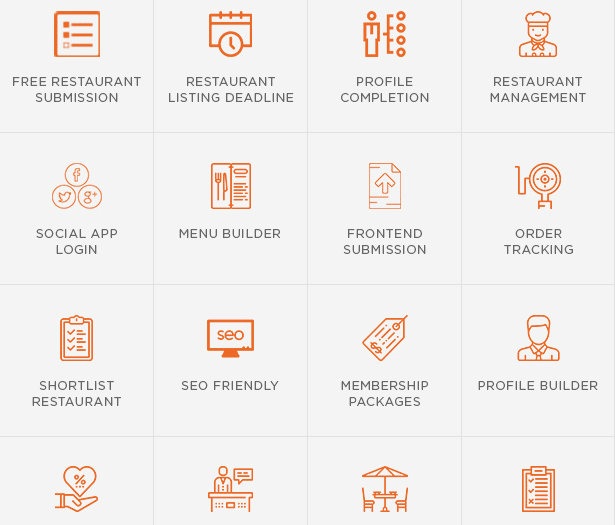 FREE RESTAURANT
SUBMISSION
RESTAURANT
LISTING DEADLINE
PROFILE
COMPLETION
RESTAURANT
MANAGEMENT
f
g+
SOCIAL APP
LOGIN
MENU BUILDER
FRONTEND
SUBMISSION
ORDER
TRACKING
SHORTLIST
RESTAURANT
seo
SEO FRIENDLY
$
MEMBERSHIP
PACKAGES
PROFILE BUILDER
%